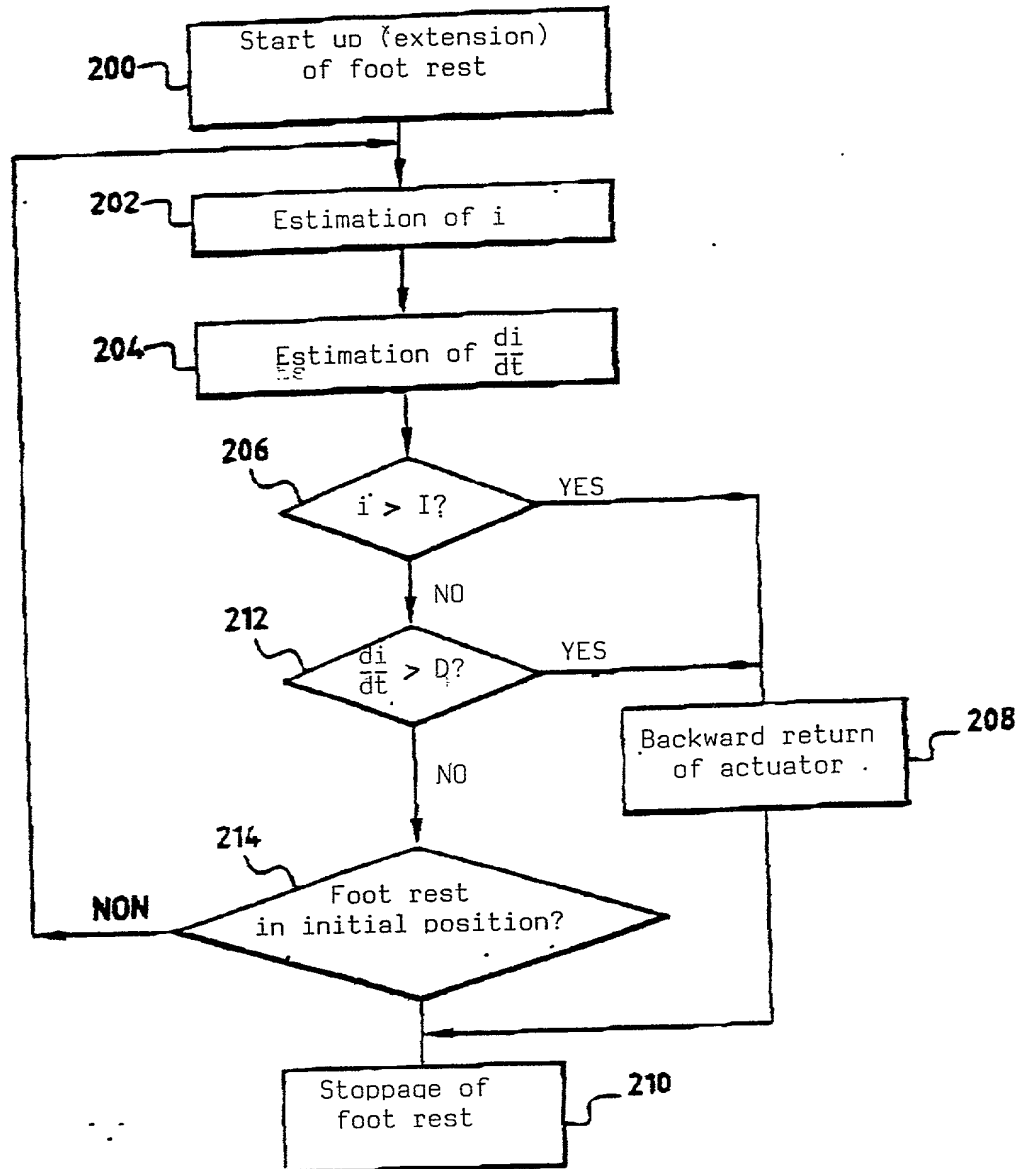 Start up (extension)
of foot rest
200
202
Estimation of i
204
Estimation of di/dt
206
i > I?
YES
NO
212
di/dt > D?
YES
NO
Backward return
of actuator
208
214
Foot rest
in initial position?
NON
Stoppage of
foot rest
210